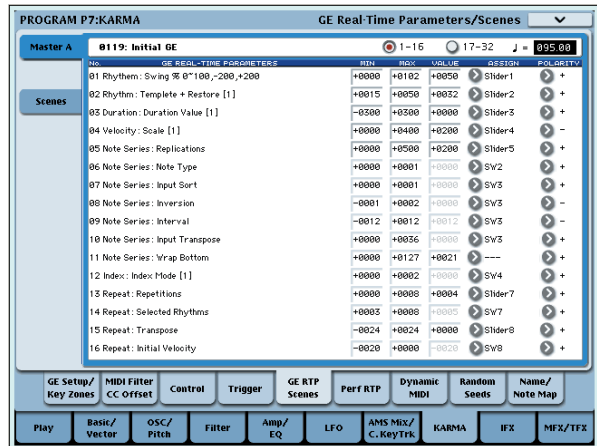 PROGRAM P7:KARMA GE Real-Time Parameters/Scenes
Master A 0119: Initial GE 1-16 17-32 ♩= 095.00
No. GE REAL-TIME PARAMETERS MIN MAX VALUE ASSIGN POLARITY
01 Rhythem: Swing % 0~100,-200,+200 +0000 +0102 +0050 Slider1 +
Scenes
02 Rhythm: Templete + Restore [1] +0015 +0050 +0032 Slider2 +
03 Duration: Duration Value [1] -0300 +0300 +0000 Slider3 +
04 Velocity: Scale [1] +0000 +0400 +0200 Slider4 -
05 Note Series: Replications +0000 +0500 +0200 Slider5 +
06 Note Series: Note Type +0000 +0001 +0000 SW2 +
07 Note Series: Input Sort +0000 +0001 +0000 SW3 +
08 Note Series: Inversion -0001 +0002 +0000 SW3 -
09 Note Series: Interval -0012 +0012 +0012 SW3 -
10 Note Series: Input Transpose +0000 +0036 +0000 SW3 +
11 Note Series: Wrap Bottom +0000 +0127 +0021 --- +
12 Index: Index Mode [1] +0000 +0002 +0000 SW4 +
13 Repeat: Repetitions +0000 +0008 +0004 Slider7 +
14 Repeat: Selected Rhythms +0003 +0008 +0005 SW7 +
15 Repeat: Transpose -0024 +0024 +0000 Slider8 +
16 Repeat: Initial Velocity -0020 +0000 -0020 SW8 +
GE Setup/ Key Zones
MIDI Filter CC Offset
Control
Trigger
GE RTP Scenes
Perf RTP
Dynamic MIDI
Random Seeds
Name/ Note Map
Play
Basic/ Vector
OSC/ Pitch
Filter
Amp/ EQ
LFO
AMS Mix/ C.KeyTrk
KARMA
IFX
MFX/TFX